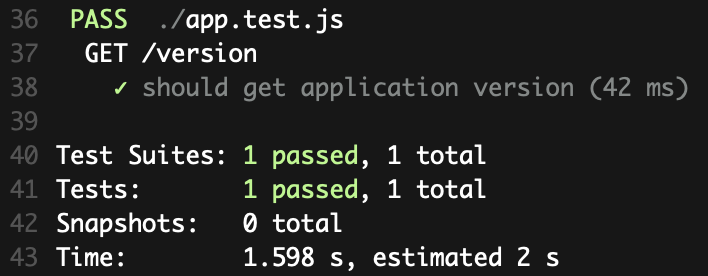 36 PASS ./app.test.js
37 GET /version
38 ✓ should get application version (42 ms)
39
40 Test Suites: 1 passed, 1 total
41 Tests: 1 passed, 1 total
42 Snapshots: 0 total
43 Time: 1.598 s, estimated 2 s